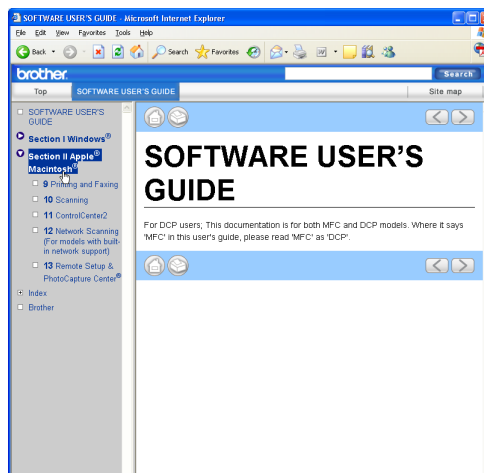 SOFTWARE USER'S GUIDE - Microsoft Internet Explorer
File Edit View Favorites Tools Help
Back Search Favorites
brother. Search
Top SOFTWARE USER'S GUIDE Site map
SOFTWARE USER'S
GUIDE
Section I Windows®
Section II Apple®
Macintosh®
9 Printing and Faxing
10 Scanning
11 ControlCenter2
12 Network Scanning
(For models with built-
in network support)
13 Remote Setup &
PhotoCapture Center®
Index
Brother
SOFTWARE USER'S
GUIDE
For DCP users; This documentation is for both MFC and DCP models. Where it says
'MFC' in this user's guide, please read 'MFC' as 'DCP'.